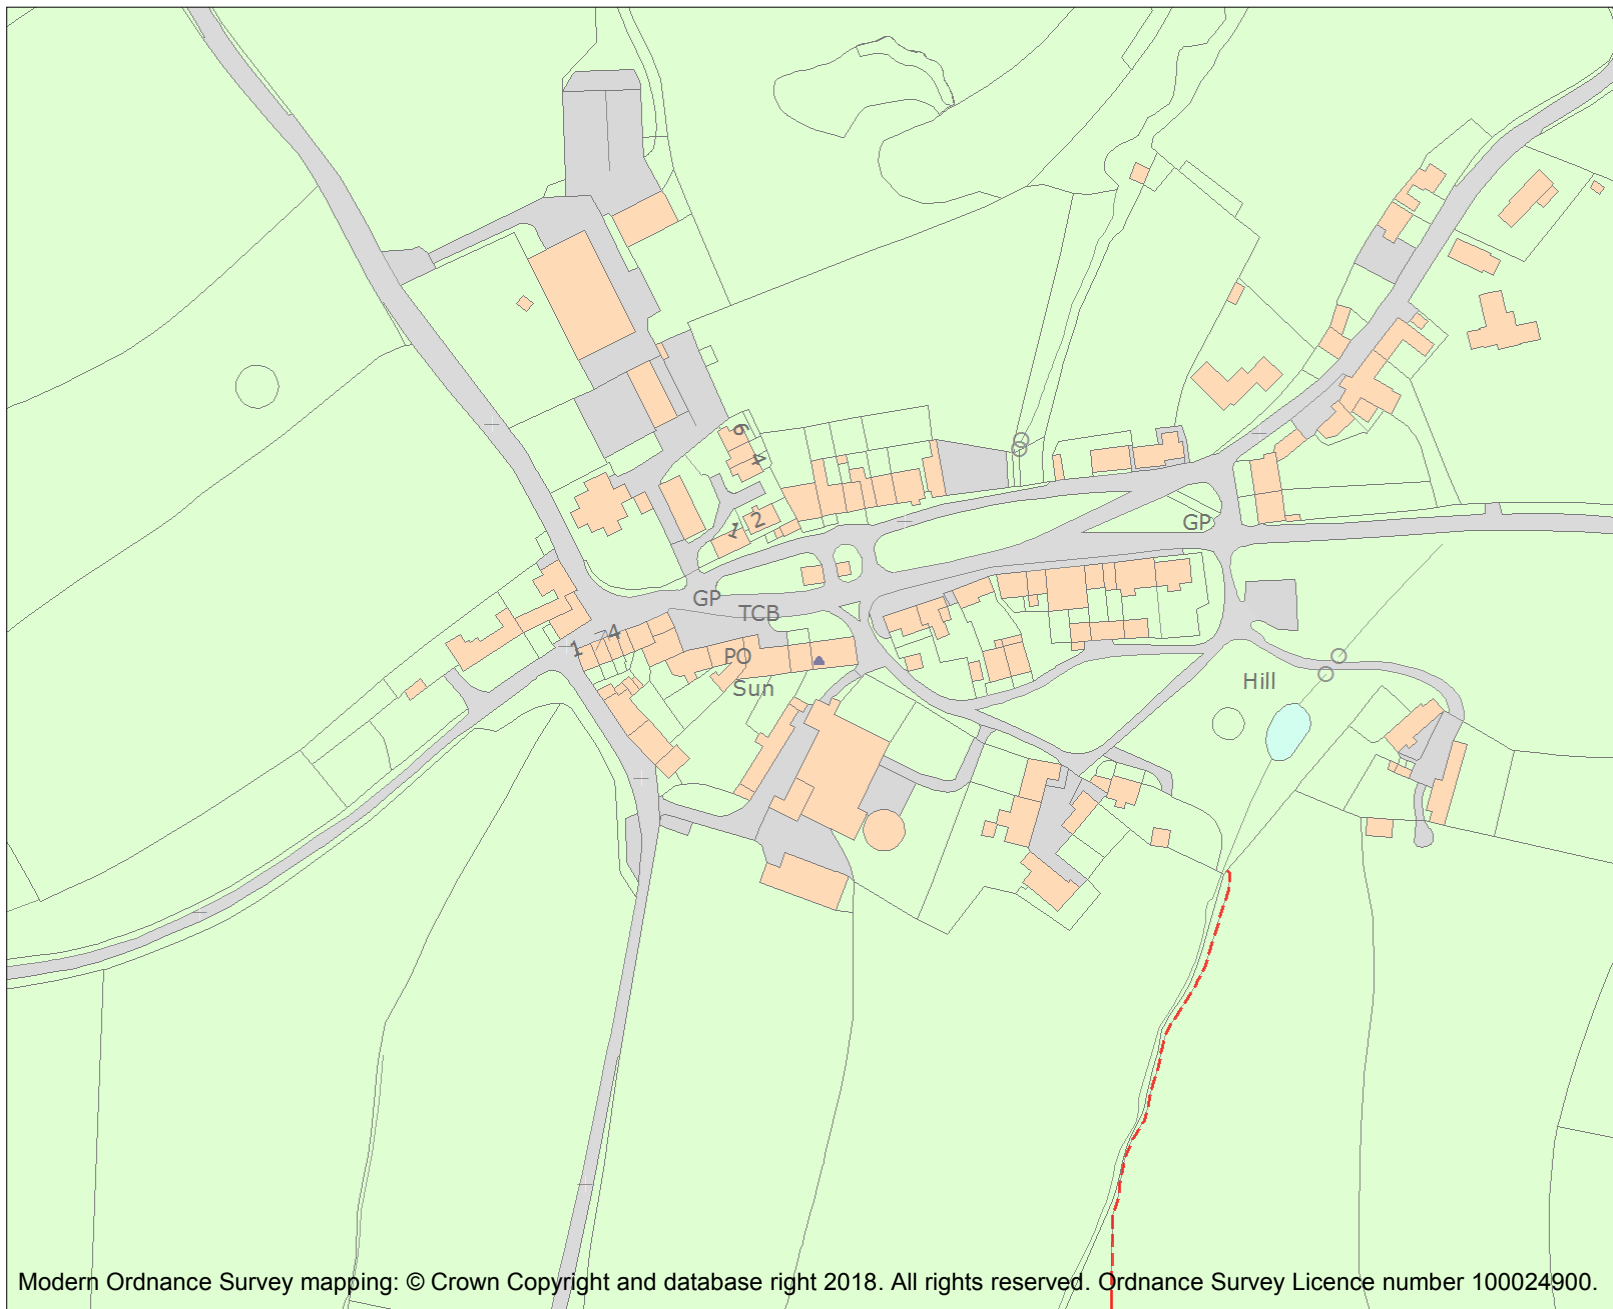 6
4
2
1
GP
GP
TCB
1
4
PO
Sun
Hill
Modern Ordnance Survey mapping: © Crown Copyright and database right 2018. All rights reserved. Ordnance Survey Licence number 100024900.